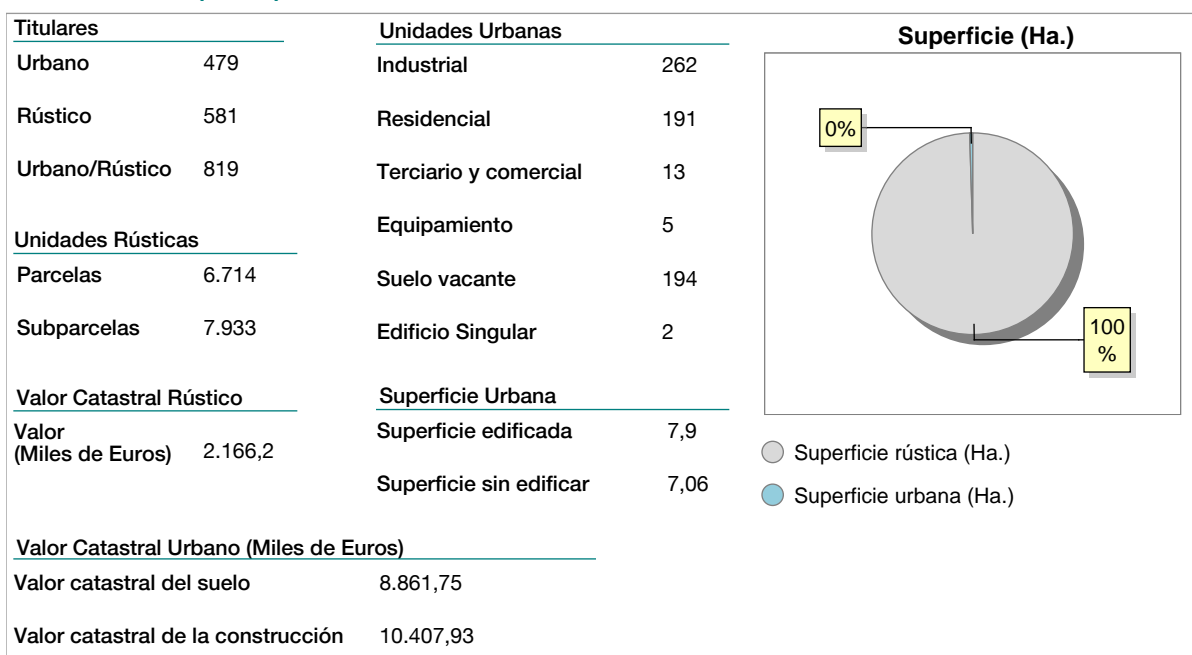 Titulares
Urbano 479
Rústico 581
Urbano/Rústico 819
Unidades Rústicas
Parcelas 6.714
Subparcelas 7.933
Valor Catastral Rústico
Valor
(Miles de Euros) 2.166,2
Unidades Urbanas
Industrial 262
Residencial 191
Terciario y comercial 13
Equipamiento 5
Suelo vacante 194
Edificio Singular 2
Superficie Urbana
Superficie edificada 7,9
Superficie sin edificar 7,06
Valor Catastral Urbano (Miles de Euros)
Valor catastral del suelo 8.861,75
Valor catastral de la construcción 10.407,93
Superficie (Ha.)
0%
100
%
Superficie rústica (Ha.)
Superficie urbana (Ha.)